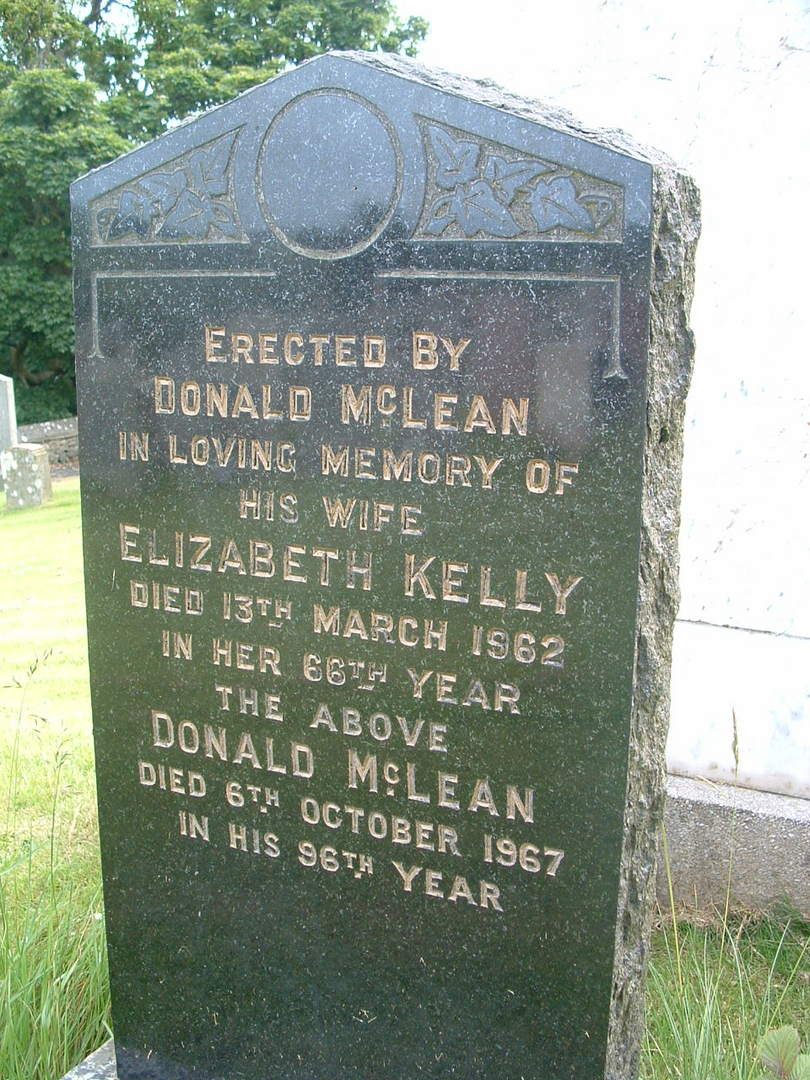 ERECTED BY
DONALD McLEAN
IN LOVING MEMORY OF
HIS WIFE
ELIZABETH KELLY
DIED 13TH MARCH 1962
IN HER 66TH YEAR
THE ABOVE
DONALD McLEAN
DIED 6TH OCTOBER 1967
IN HIS 96TH YEAR